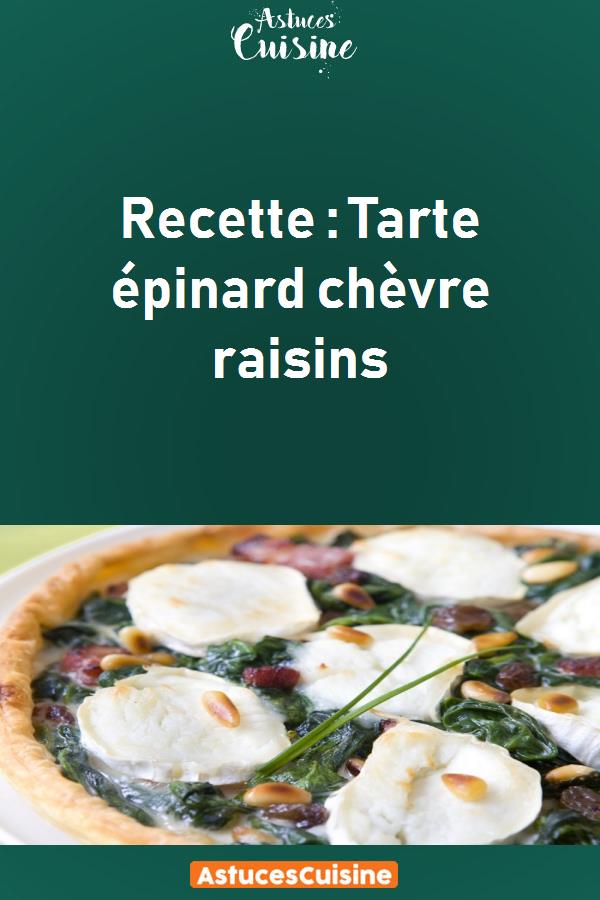 Astuces
Cuisine
Recette : Tarte
épinard chèvre
raisins
AstucesCuisine